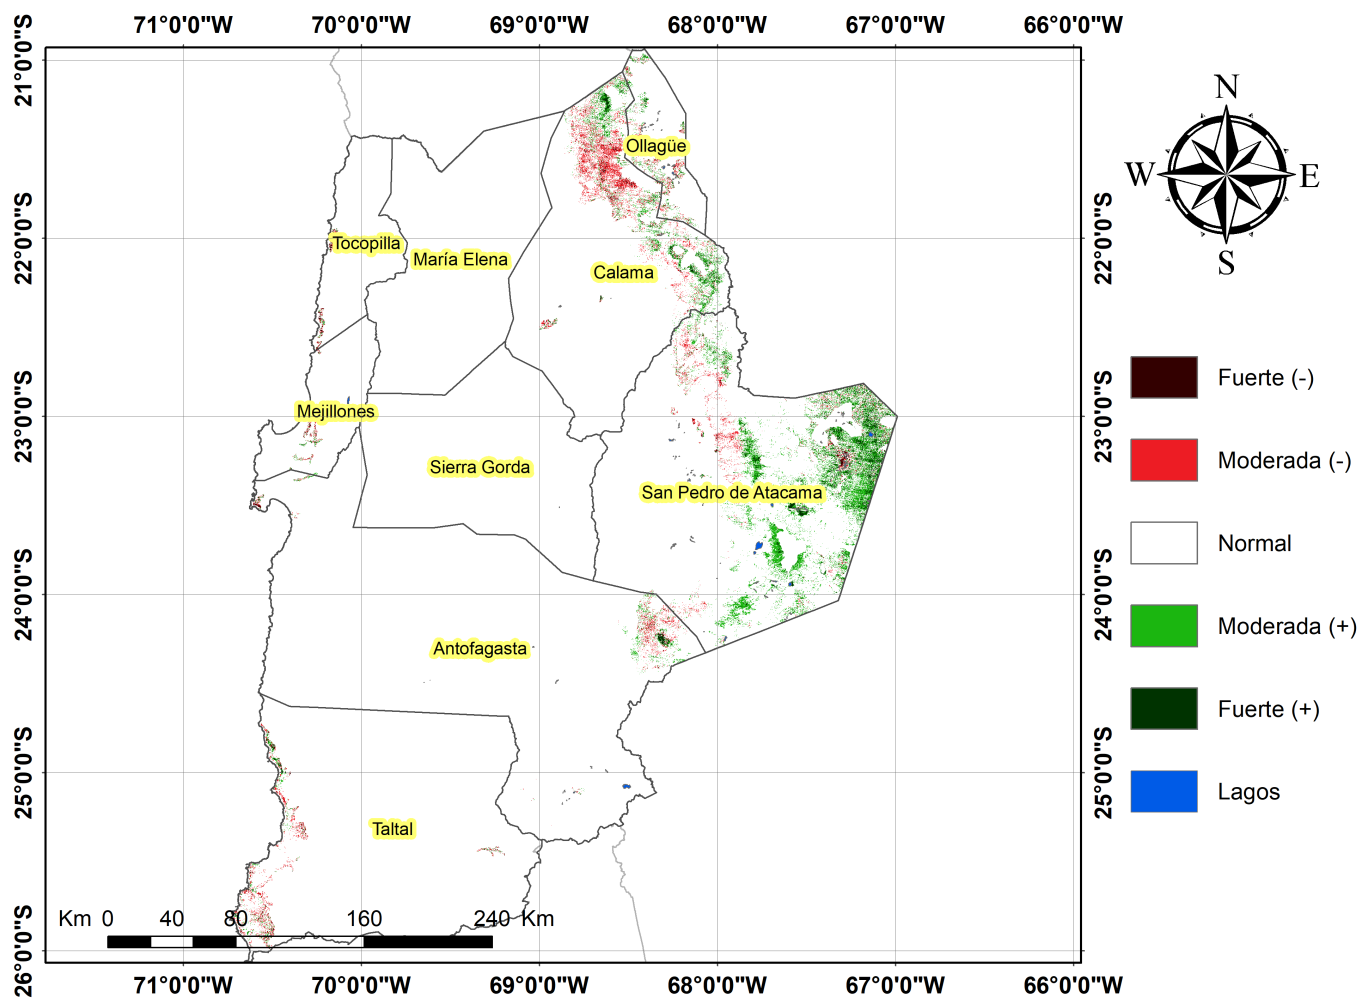 71°0'0"W 70°0'0"W 69°0'0"W 68°0'0"W 67°0'0"W 66°0'0"W
21°0'0"S
22°0'0"S
23°0'0"S
24°0'0"S
25°0'0"S
26°0'0"S
Ollagüe
Tocopilla
María Elena
Calama
Mejillones
Sierra Gorda
San Pedro de Atacama
Antofagasta
Taltal
Km 0 40 80 160 240 Km
22°0'0"S
23°0'0"S
24°0'0"S
25°0'0"S
71°0'0"W 70°0'0"W 69°0'0"W 68°0'0"W 67°0'0"W 66°0'0"W
N
W E
S
Fuerte (-)
Moderada (-)
Normal
Moderada (+)
Fuerte (+)
Lagos